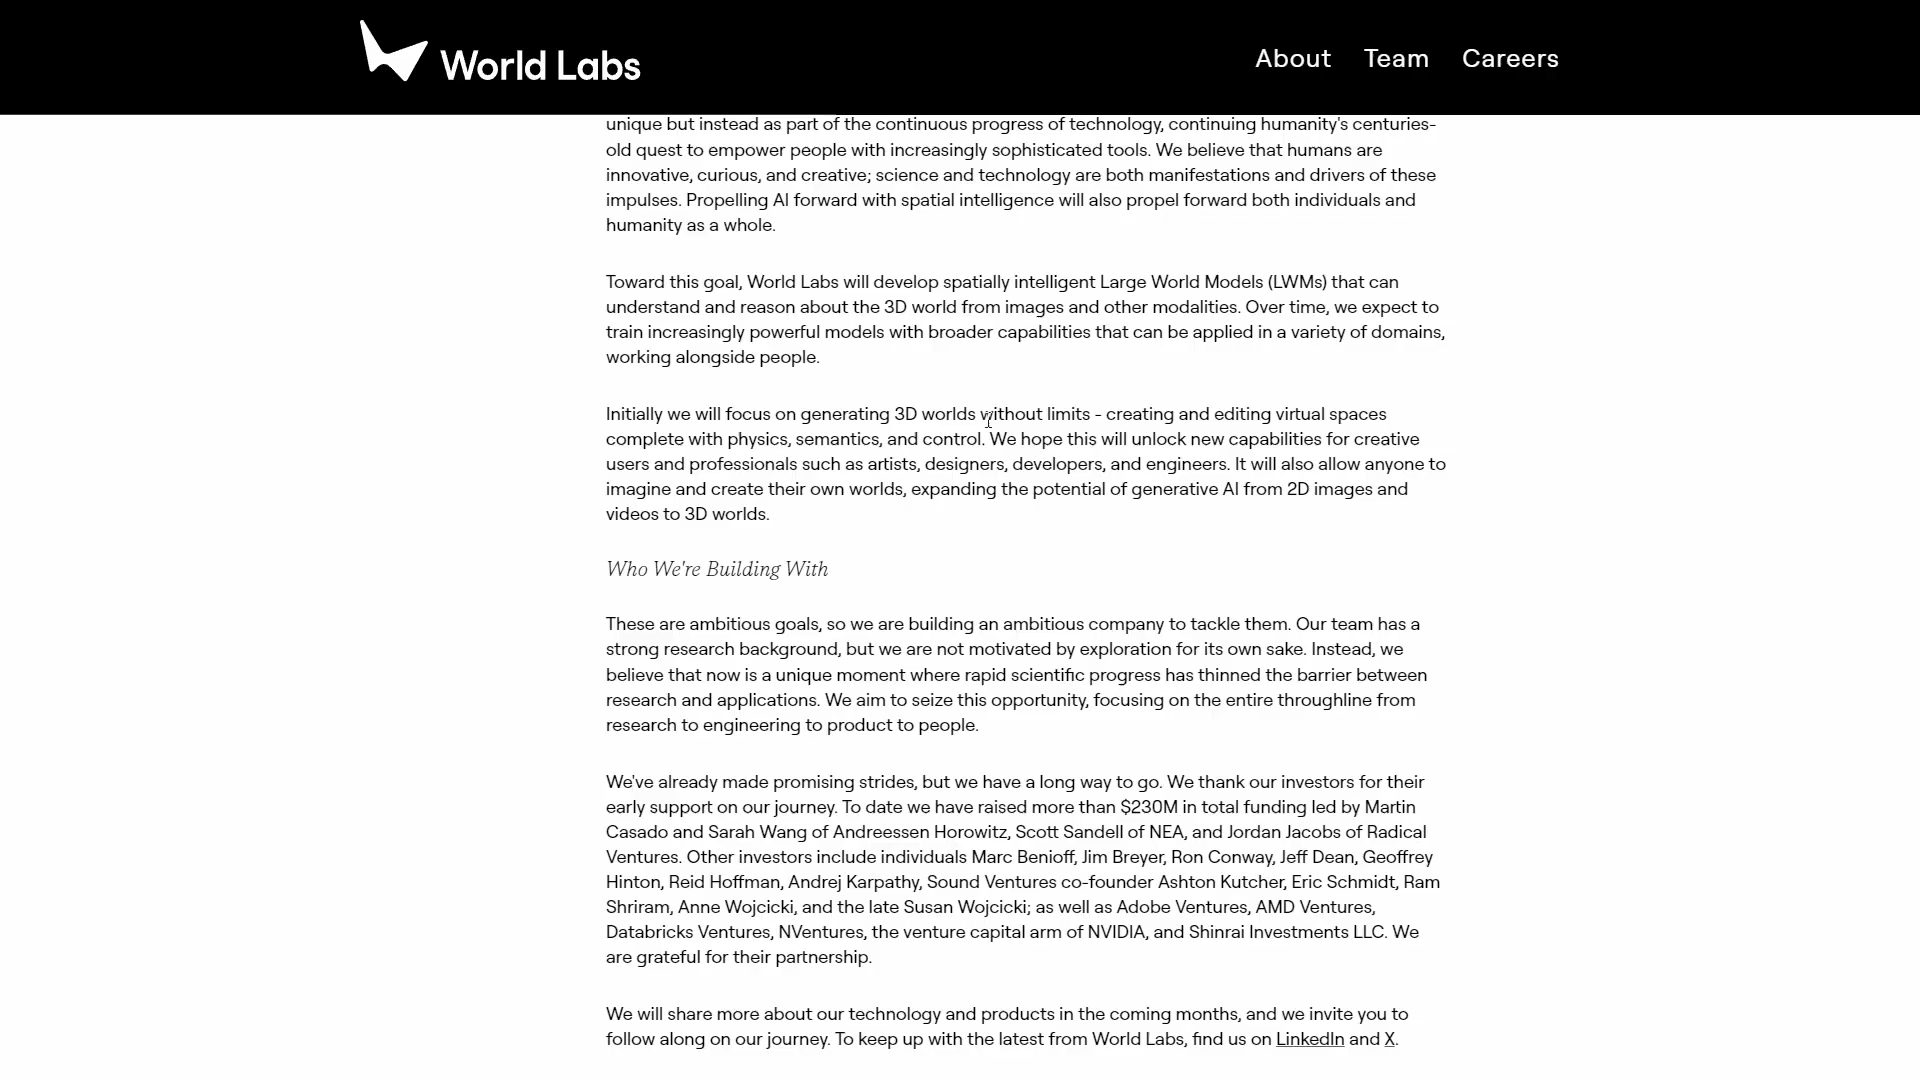 World Labs
About Team Careers
unique but instead as part of the continuous progress of technology, continuing humanity's centuries-
old quest to empower people with increasingly sophisticated tools. We believe that humans are
innovative, curious, and creative; science and technology are both manifestations and drivers of these
impulses. Propelling AI forward with spatial intelligence will also propel forward both individuals and
humanity as a whole.
Toward this goal, World Labs will develop spatially intelligent Large World Models (LWMs) that can
understand and reason about the 3D world from images and other modalities. Over time, we expect to
train increasingly powerful models with broader capabilities that can be applied in a variety of domains,
working alongside people.
Initially we will focus on generating 3D worlds without limits - creating and editing virtual spaces
complete with physics, semantics, and control. We hope this will unlock new capabilities for creative
users and professionals such as artists, designers, developers, and engineers. It will also allow anyone to
imagine and create their own worlds, expanding the potential of generative AI from 2D images and
videos to 3D worlds.
Who We're Building With
These are ambitious goals, so we are building an ambitious company to tackle them. Our team has a
strong research background, but we are not motivated by exploration for its own sake. Instead, we
believe that now is a unique moment where rapid scientific progress has thinned the barrier between
research and applications. We aim to seize this opportunity, focusing on the entire throughline from
research to engineering to product to people.
We've already made promising strides, but we have a long way to go. We thank our investors for their
early support on our journey. To date we have raised more than $230M in total funding led by Martin
Casado and Sarah Wang of Andreessen Horowitz, Scott Sandell of NEA, and Jordan Jacobs of Radical
Ventures. Other investors include individuals Marc Benioff, Jim Breyer, Ron Conway, Jeff Dean, Geoffrey
Hinton, Reid Hoffman, Andrej Karpathy, Sound Ventures co-founder Ashton Kutcher, Eric Schmidt, Ram
Shriram, Anne Wojcicki, and the late Susan Wojcicki; as well as Adobe Ventures, AMD Ventures,
Databricks Ventures, NVentures, the venture capital arm of NVIDIA, and Shinrai Investments LLC. We
are grateful for their partnership.
We will share more about our technology and products in the coming months, and we invite you to
follow along on our journey. To keep up with the latest from World Labs, find us on LinkedIn and X.